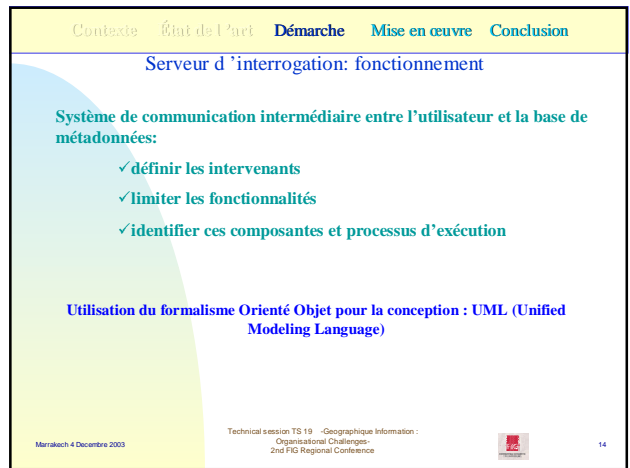 Contexte État de l ’art Démarche Mise en œuvre Conclusion
Serveur d ’interrogation: fonctionnement
Système de communication intermédiaire entre l’utilisateur et la base de
métadonnées:
✓définir les intervenants
✓limiter les fonctionnalités
✓identifier ces composantes et processus d’exécution
Utilisation du formalisme Orienté Objet pour la conception : UML (Unified
Modeling Language)
Technical session TS 19 -Geographique Information :
Organisational Challenges-
2nd FIG Regional Conference
Marrakech 4 Decembre 2003
14